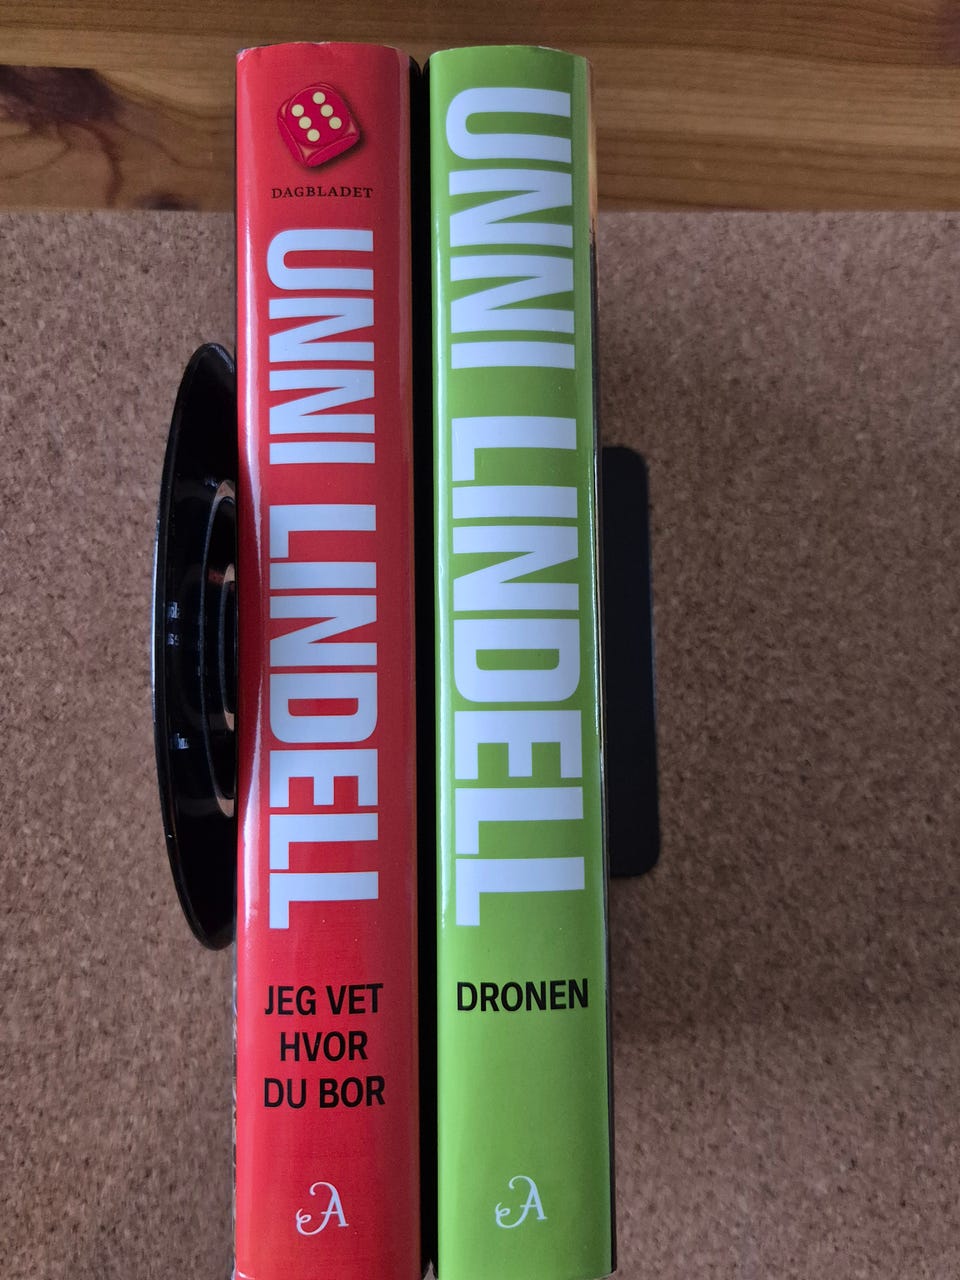 DAGBLADET
UNNI LINDELL
JEG VET
HVOR
DU BOR
A
UNNI LINDELL
DRONEN
A